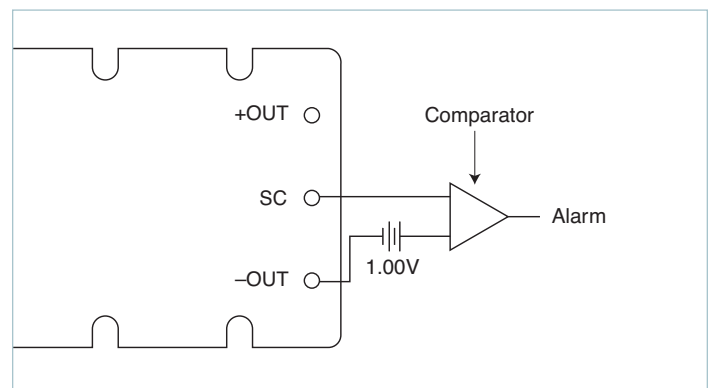 +OUT
Comparator
SC
Alarm
1.00V
–OUT